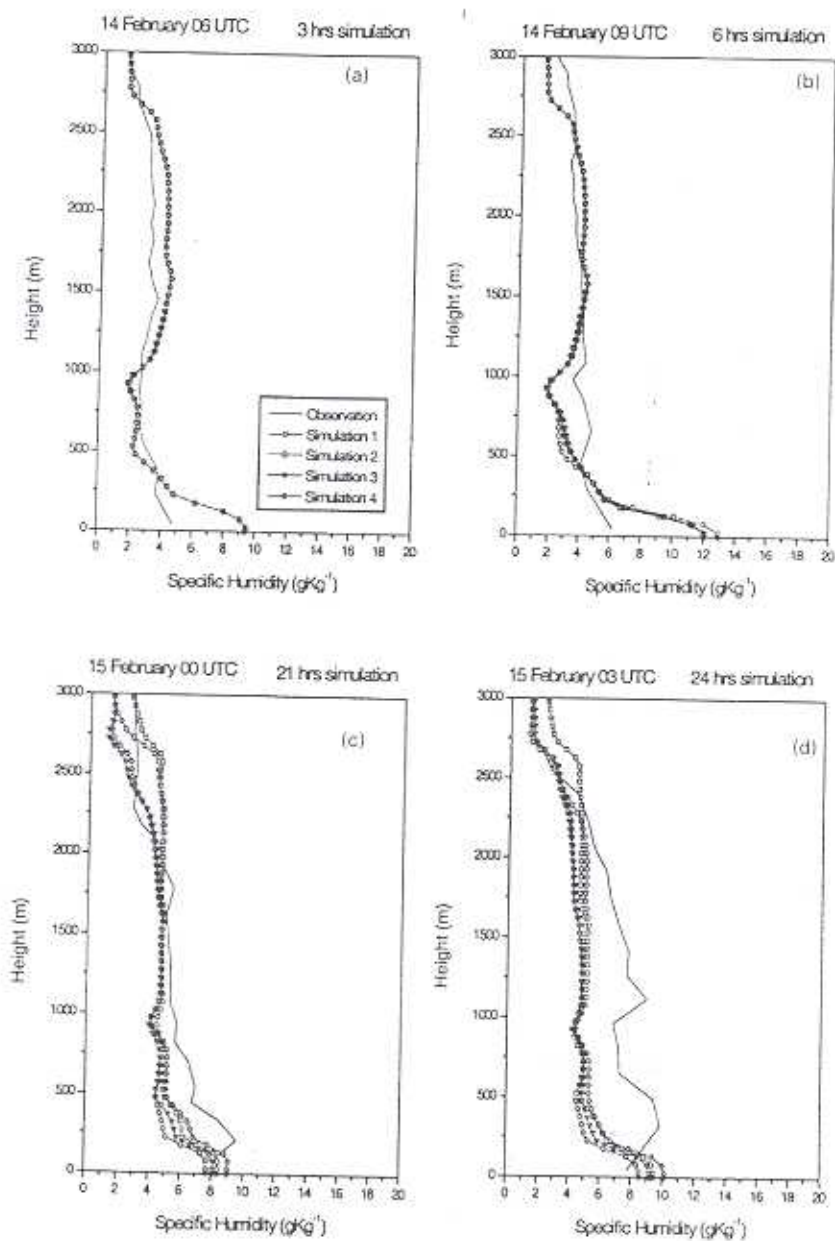 14 February 06 UTC 3 hrs simulation
(a)
3000
2500
2000
1500
1000
500
0
Height (m)
Observation
Simulation 1
Simulation 2
Simulation 3
Simulation 4
0 2 4 6 8 10 12 14 16 18 20
Specific Humidity (gKg⁻¹)
14 February 09 UTC 6 hrs simulation
(b)
3000
2500
2000
1500
1000
500
0
Height (m)
0 2 4 6 8 10 12 14 16 18 20
Specific Humidity (gKg⁻¹)
15 February 00 UTC 21 hrs simulation
(c)
3000
2500
2000
1500
1000
500
0
Height (m)
0 2 4 6 8 10 12 14 16 18 20
Specific Humidity (gKg⁻¹)
15 February 03 UTC 24 hrs simulation
(d)
3000
2500
2000
1500
1000
500
0
Height (m)
0 2 4 6 8 10 12 14 16 18 20
Specific Humidity (gKg⁻¹)